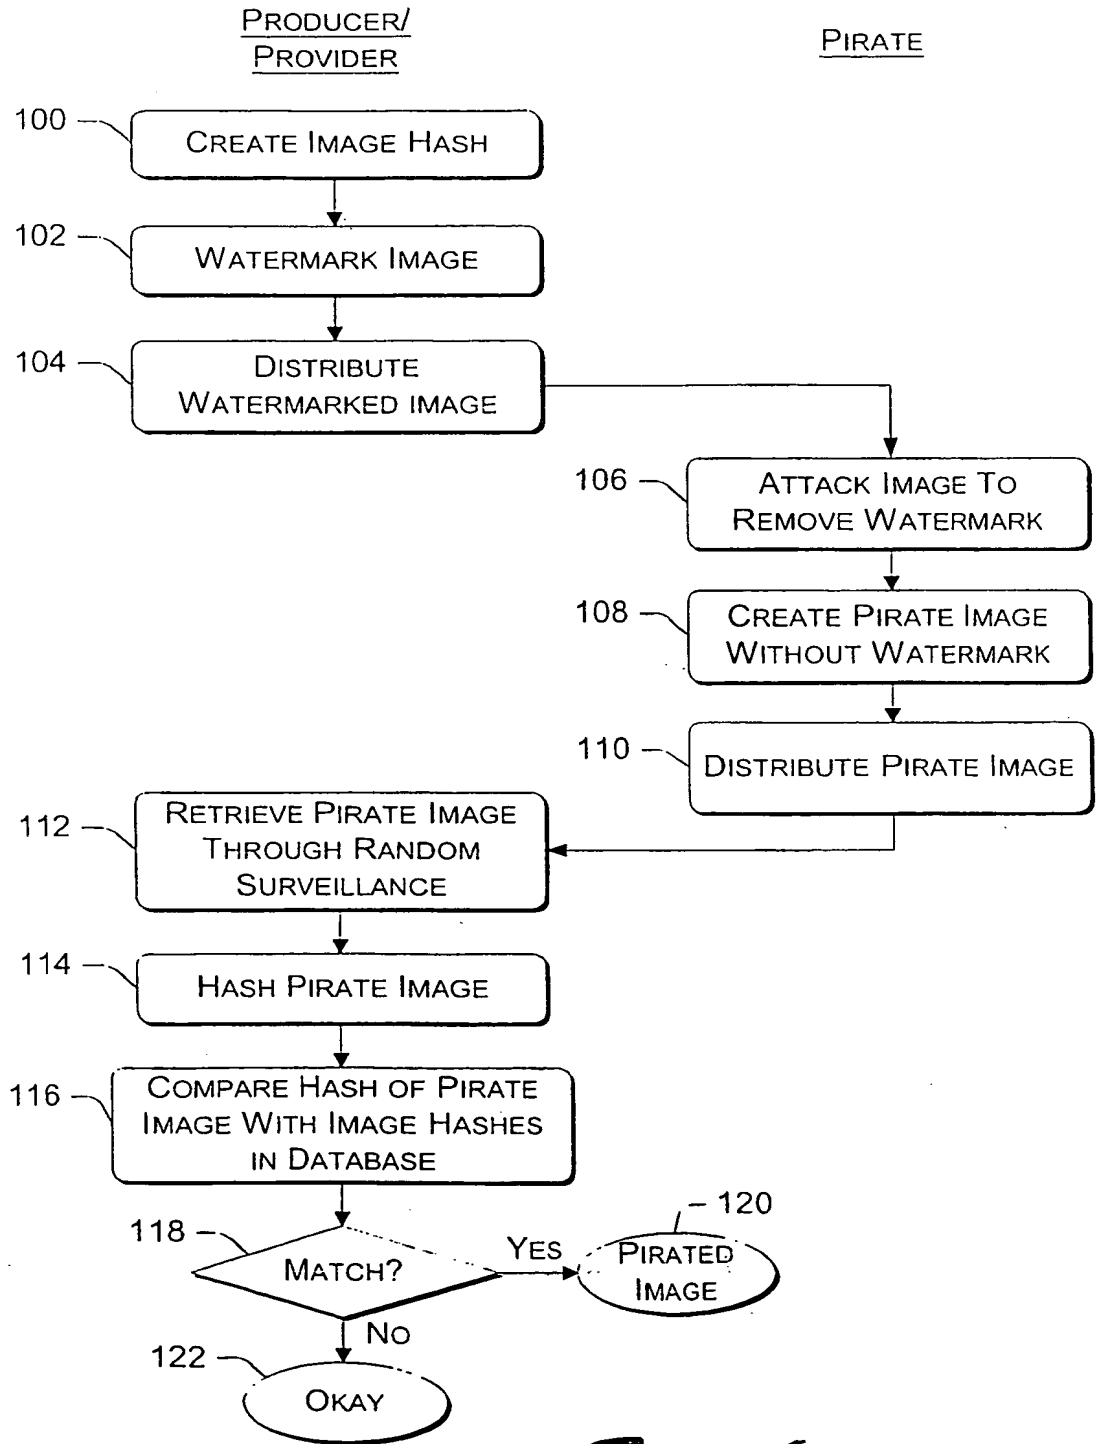 PRODUCER/
PROVIDER
PIRATE
100
CREATE IMAGE HASH
102
WATERMARK IMAGE
104
DISTRIBUTE
WATERMARKED IMAGE
106
ATTACK IMAGE TO
REMOVE WATERMARK
108
CREATE PIRATE IMAGE
WITHOUT WATERMARK
110
DISTRIBUTE PIRATE IMAGE
112
RETRIEVE PIRATE IMAGE
THROUGH RANDOM
SURVEILLANCE
114
HASH PIRATE IMAGE
116
COMPARE HASH OF PIRATE
IMAGE WITH IMAGE HASHES
IN DATABASE
118
MATCH?
YES
120
PIRATED
IMAGE
NO
122
OKAY